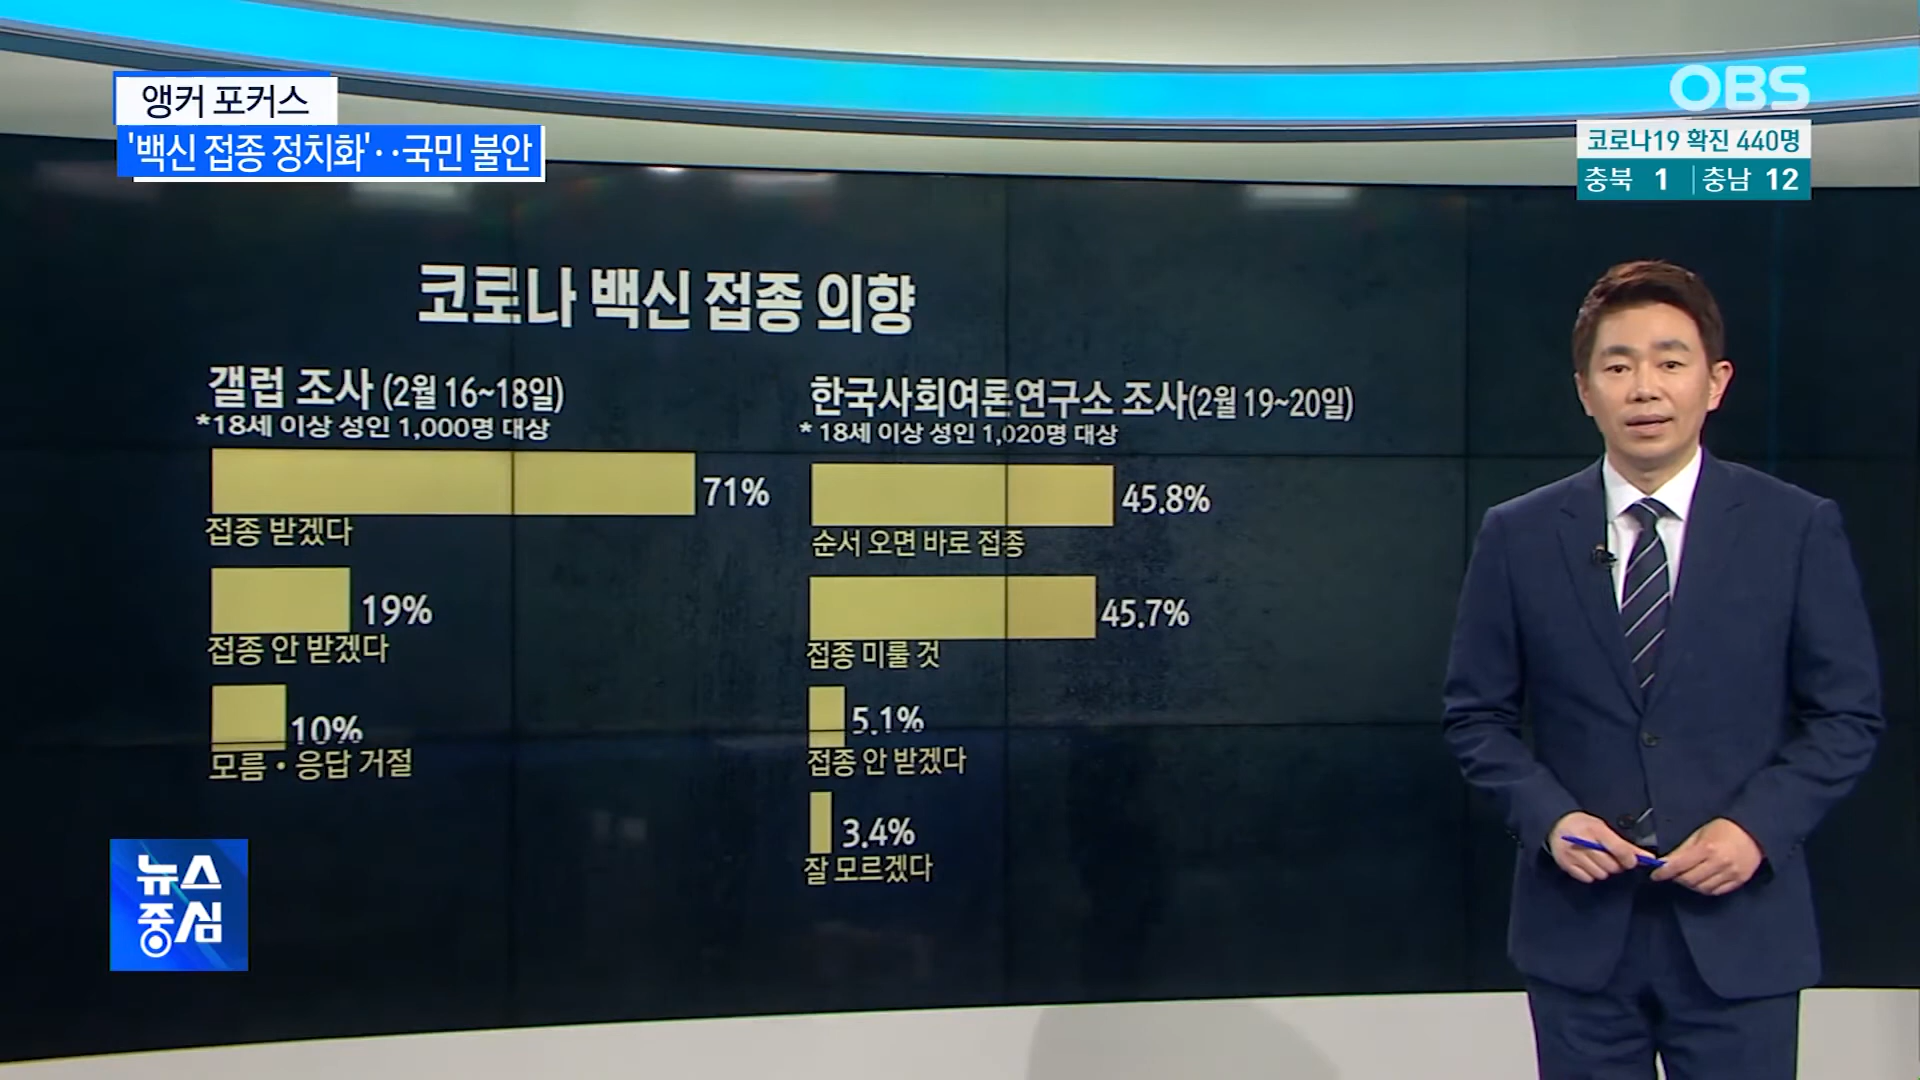 앵커 포커스
'백신 접종 정치화'‥국민 불안
OBS
코로나19 확진 440명
충북 1 충남 12
코로나 백신 접종 의향
갤럽 조사 (2월 16~18일)
*18세 이상 성인 1,000명 대상
71%
접종 받겠다
19%
접종 안 받겠다
10%
모름·응답 거절
한국사회여론연구소 조사(2월 19~20일)
* 18세 이상 성인 1,020명 대상
45.8%
순서 오면 바로 접종
45.7%
접종 미룰 것
5.1%
접종 안 받겠다
3.4%
잘 모르겠다
뉴스
중심